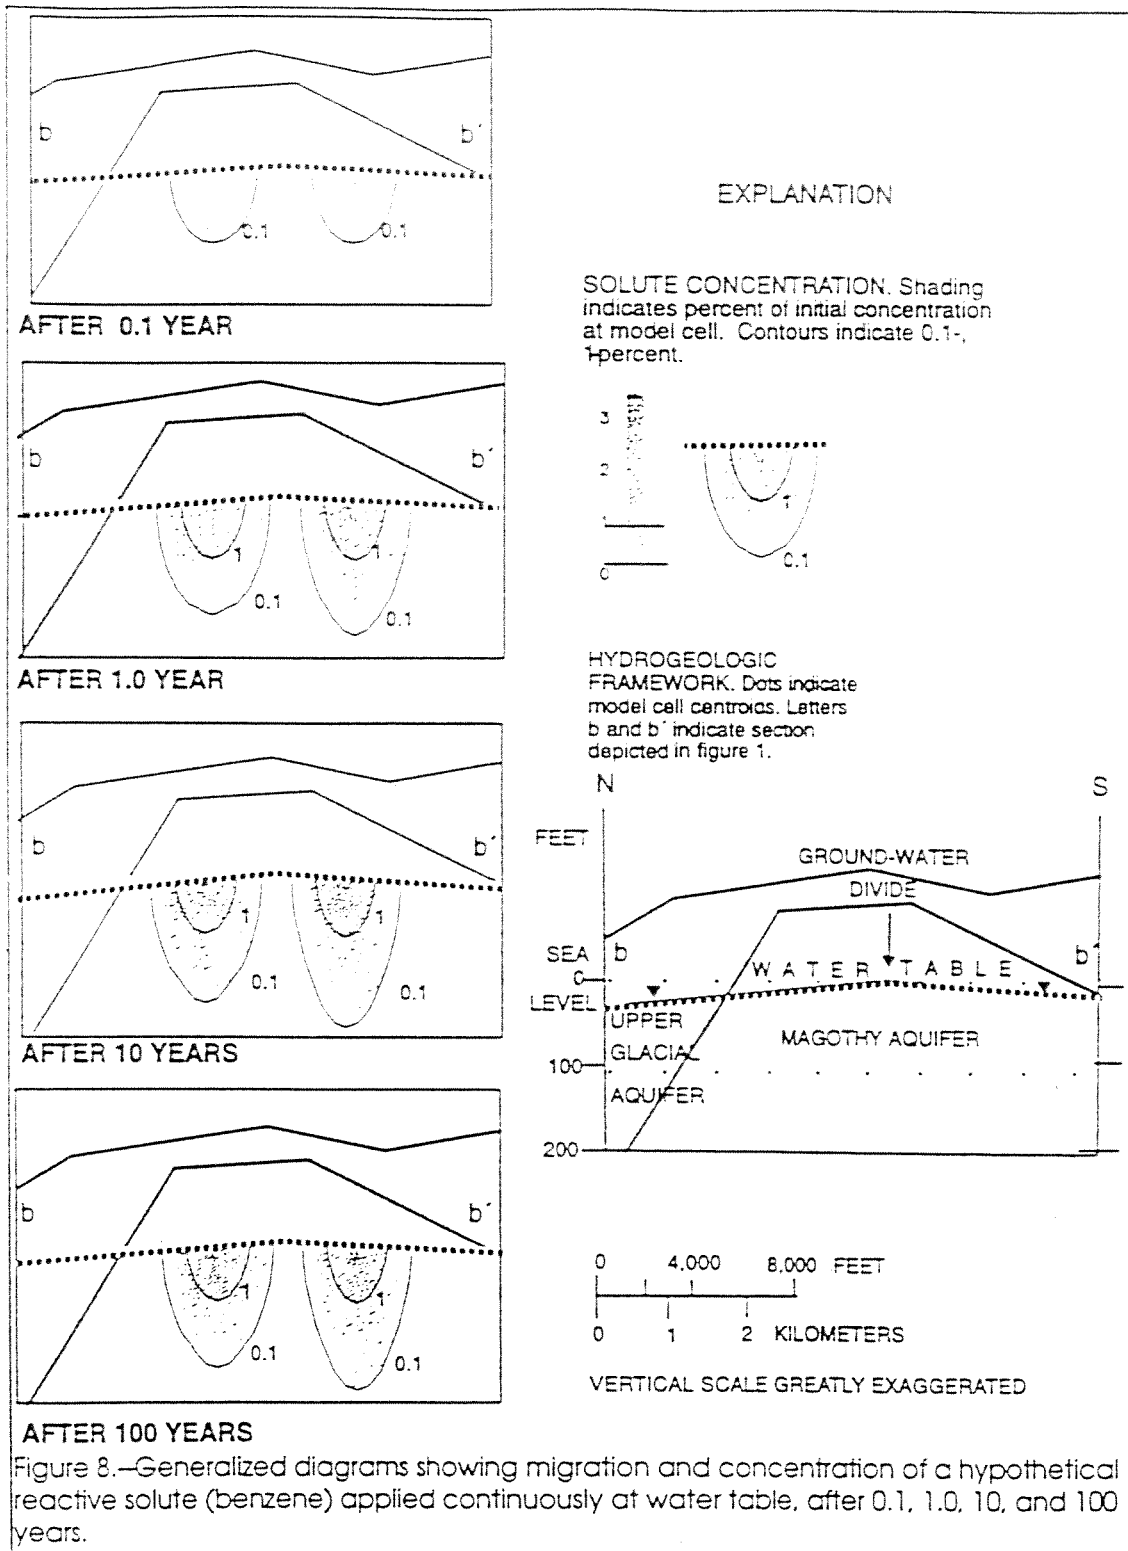 b
b´
0.1
0.1
AFTER 0.1 YEAR
b
b´
1
1
0.1
0.1
AFTER 1.0 YEAR
b
b´
1
1
0.1
0.1
AFTER 10 YEARS
b
b´
1
1
0.1
0.1
AFTER 100 YEARS
EXPLANATION
SOLUTE CONCENTRATION. Shading
indicates percent of initial concentration
at model cell. Contours indicate 0.1-,
1-percent.
3
2
1
0
1
0.1
HYDROGEOLOGIC
FRAMEWORK. Dots indicate
model cell centroids. Letters
b and b´ indicate section
depicted in figure 1.
N
S
FEET
GROUND-WATER
DIVIDE
SEA
b
b´
0
WATER TABLE
LEVEL
UPPER
GLACIAL
MAGOTHY AQUIFER
100
AQUIFER
200
0 4,000 8,000 FEET
0 1 2 KILOMETERS
VERTICAL SCALE GREATLY EXAGGERATED
Figure 8.—Generalized diagrams showing migration and concentration of a hypothetical
reactive solute (benzene) applied continuously at water table, after 0.1, 1.0, 10, and 100
years.